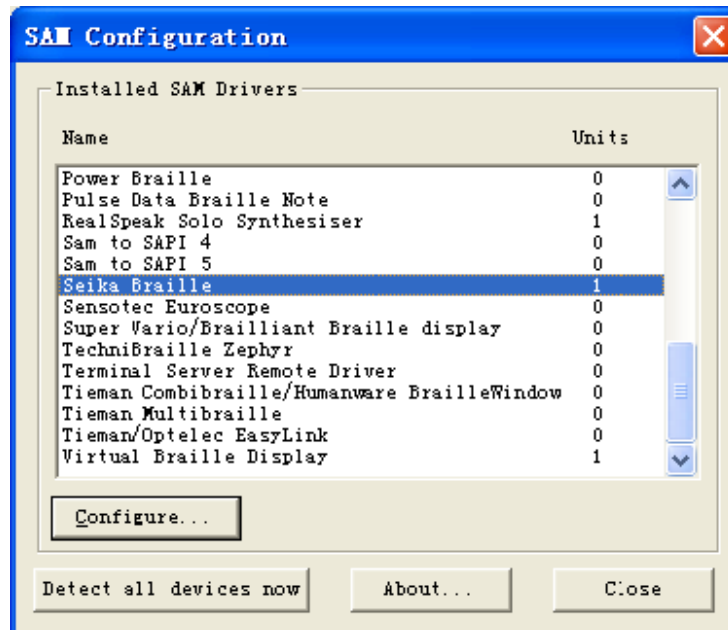 SAM Configuration
Installed SAM Drivers
Name Units
Power Braille 0
Pulse Data Braille Note 0
RealSpeak Solo Synthesiser 1
Sam to SAPI 4 0
Sam to SAPI 5 0
Seika Braille 1
Sensotec Euroscope 0
Super Vario/Brailliant Braille display 0
TechniBraille Zephyr 0
Terminal Server Remote Driver 0
Tieman Combibraille/Humanware BrailleWindow 0
Tieman Multibraille 0
Tieman/Optelec EasyLink 0
Virtual Braille Display 1
Configure...
Detect all devices now About... Close